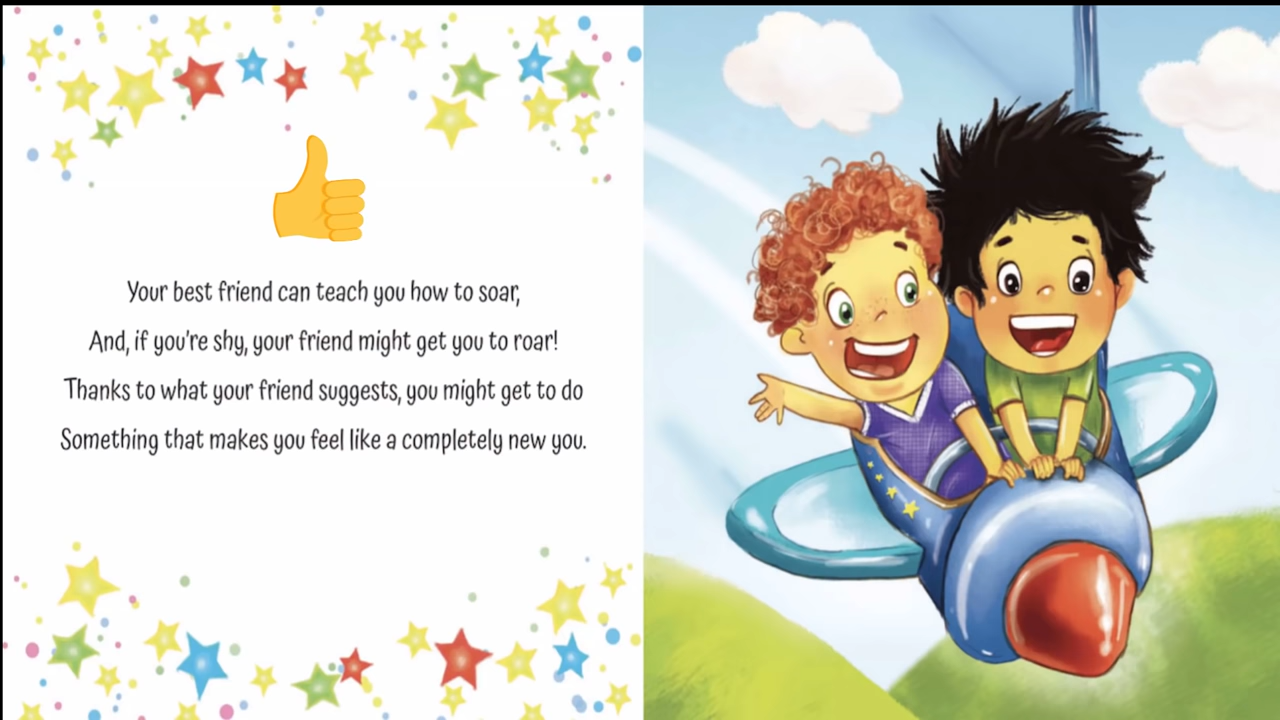 Your best friend can teach you how to soar,
And, if you're shy, your friend might get you to roar!
Thanks to what your friend suggests, you might get to do
Something that makes you feel like a completely new you.